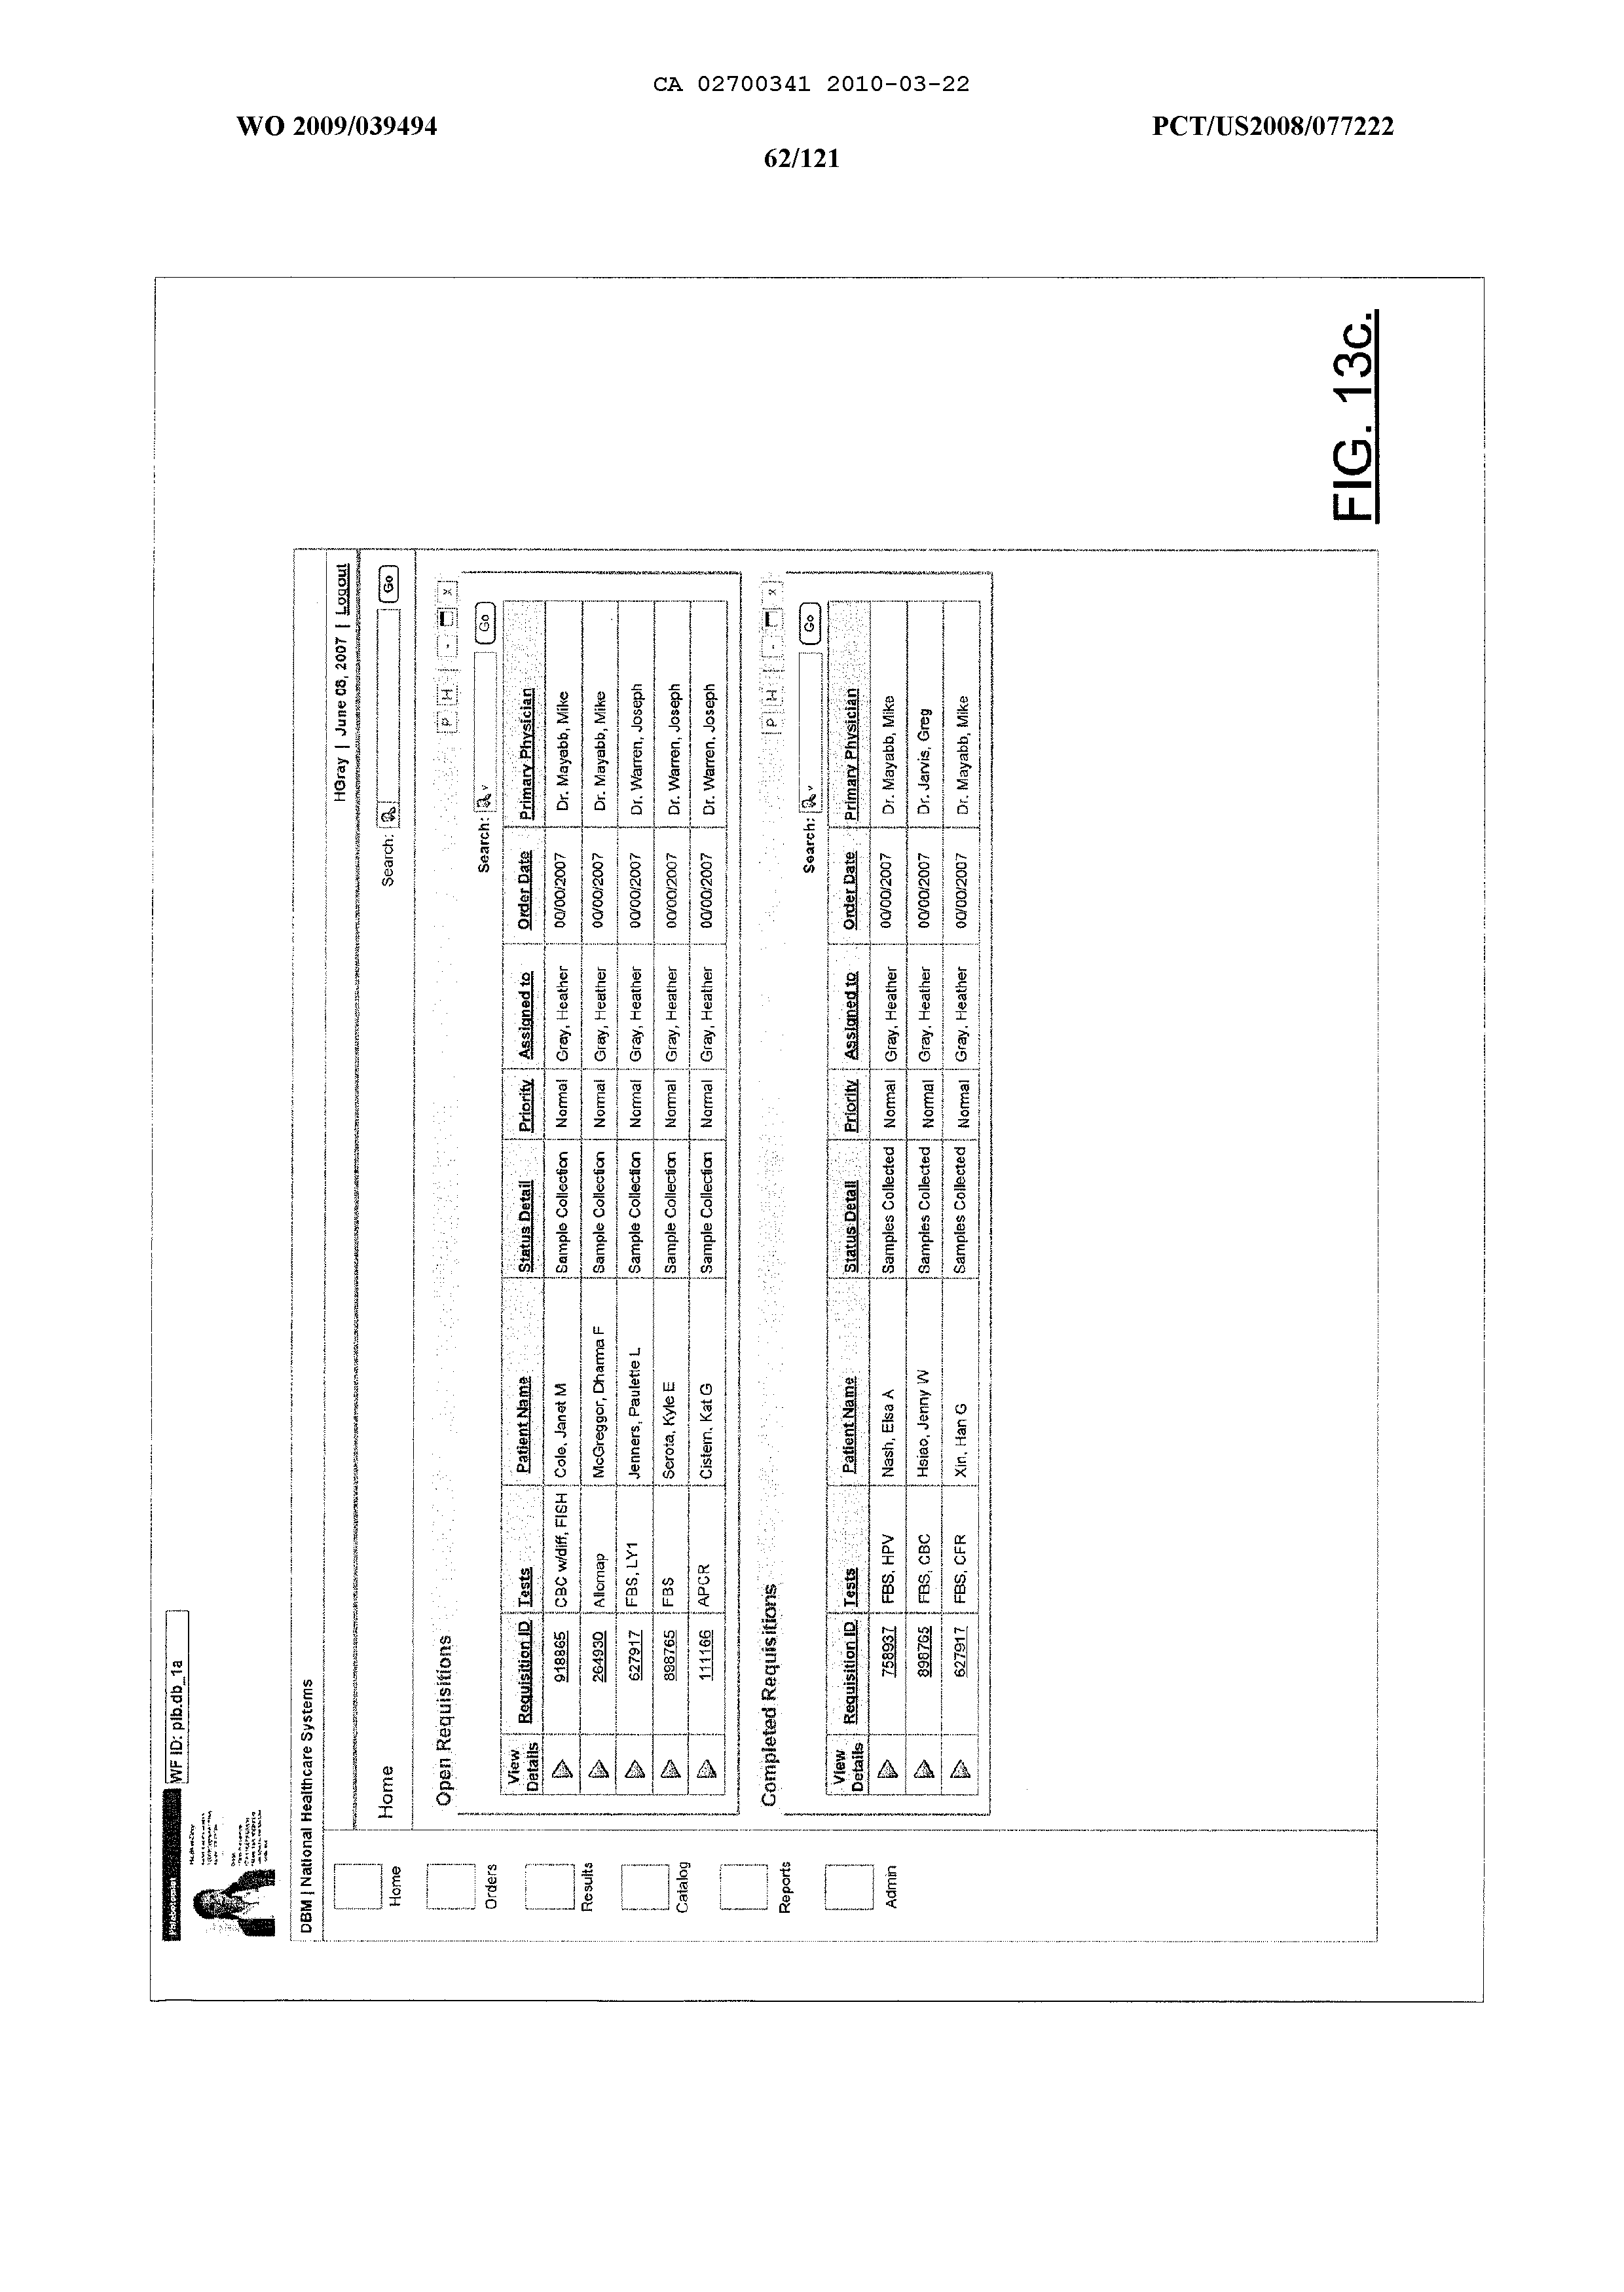 CA 02700341 2010-03-22
WO 2009/039494 PCT/US2008/077222
62/121
Phlebotomist WF ID: plb.db_1a
DBM | National Healthcare Systems
HGray | June 08, 2007 | Logout
Home Search: Go
Home
Orders
Results
Catalog
Reports
Admin
Open Requisitions P H - x
Search: Go
View Details Requisition ID Tests Patient Name Status Detail Priority Assigned to Order Date Primary Physician
918865 CBC w/diff, FISH Cole, Janet M Sample Collection Normal Gray, Heather 00/00/2007 Dr. Mayabb, Mike
264930 Allomap McGreggor, Dharma F Sample Collection Normal Gray, Heather 00/00/2007 Dr. Mayabb, Mike
627917 FBS, LY1 Jenners, Paulette L Sample Collection Normal Gray, Heather 00/00/2007 Dr. Warren, Joseph
898765 FBS Serota, Kyle E Sample Collection Normal Gray, Heather 00/00/2007 Dr. Warren, Joseph
111166 APCR Cistern, Kat G Sample Collection Normal Gray, Heather 00/00/2007 Dr. Warren, Joseph
Completed Requisitions P H - x
Search: Go
View Details Requisition ID Tests Patient Name Status Detail Priority Assigned to Order Date Primary Physician
758937 FBS, HPV Nash, Elsa A Samples Collected Normal Gray, Heather 00/00/2007 Dr. Mayabb, Mike
898765 FBS, CBC Hsiao, Jenny W Samples Collected Normal Gray, Heather 00/00/2007 Dr. Jarvis, Greg
627917 FBS, CFR Xin, Han G Samples Collected Normal Gray, Heather 00/00/2007 Dr. Mayabb, Mike
FIG. 13c.